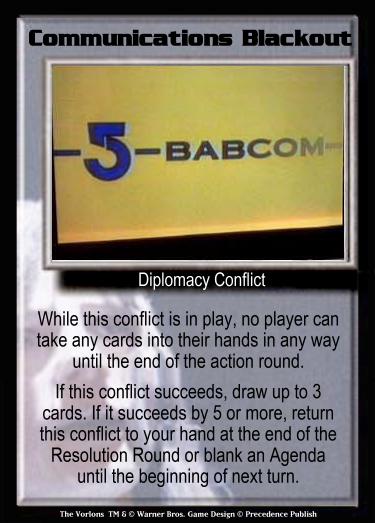 Communications Blackout
-5-BABCOM-
Diplomacy Conflict
While this conflict is in play, no player can
take any cards into their hands in any way
until the end of the action round.
If this conflict succeeds, draw up to 3
cards. If it succeeds by 5 or more, return
this conflict to your hand at the end of the
Resolution Round or blank an Agenda
until the beginning of next turn.
The Vorlons TM & © Warner Bros. Game Design © Precedence Publish